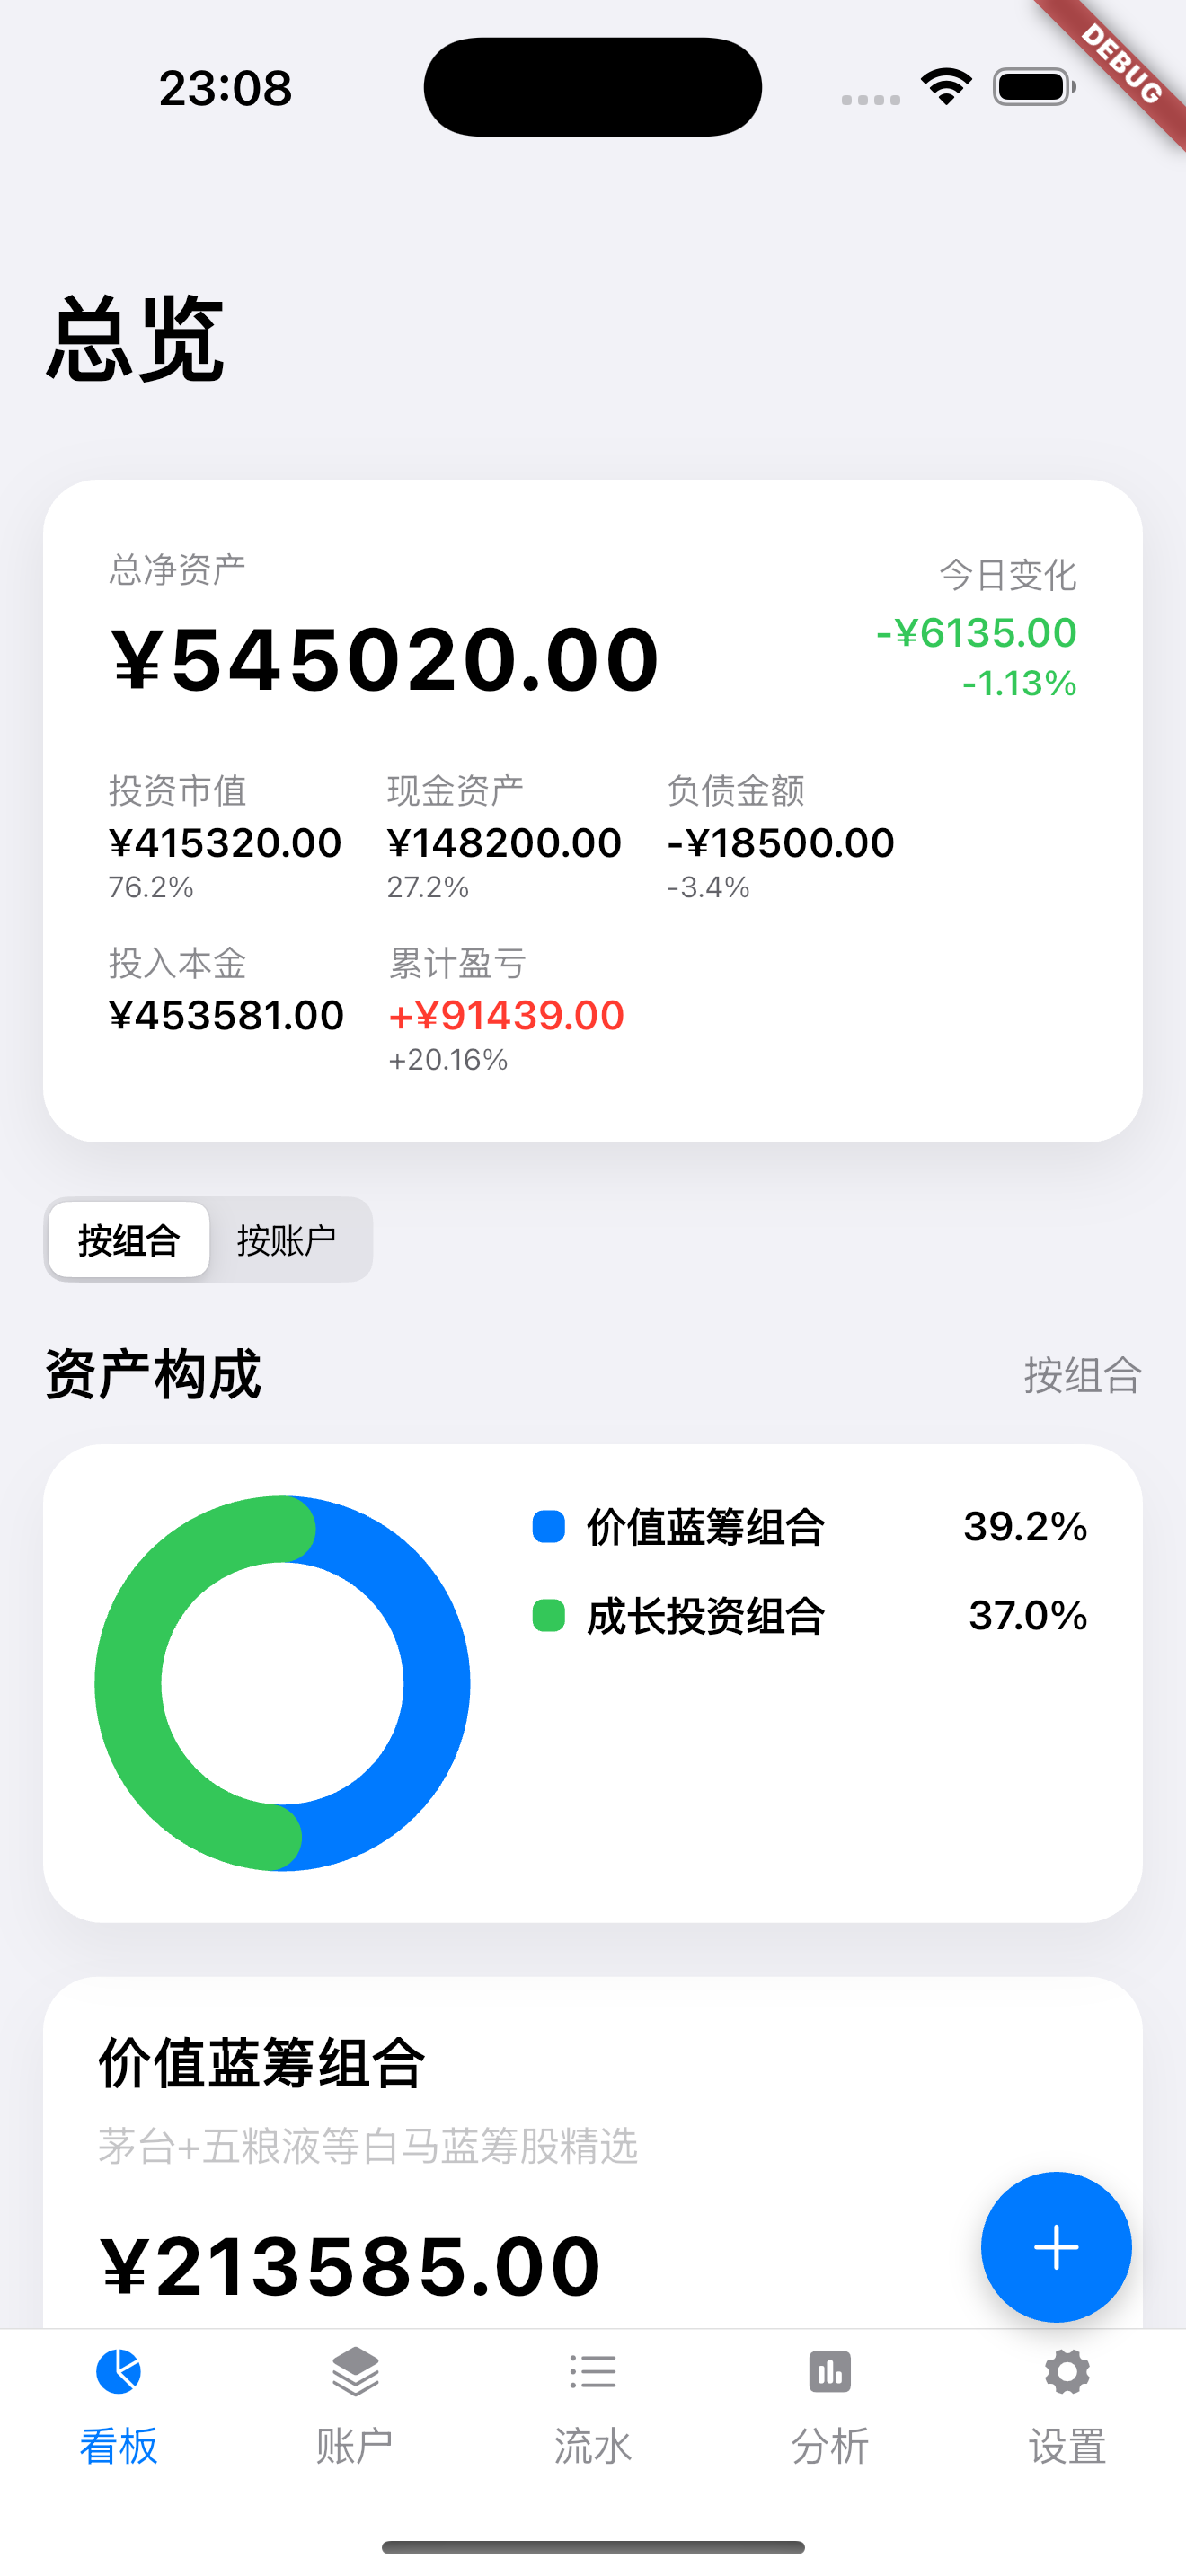 23:08
DEBUG
总览
总净资产
今日变化
¥545020.00
-¥6135.00
-1.13%
投资市值 现金资产 负债金额
¥415320.00 ¥148200.00 -¥18500.00
76.2% 27.2% -3.4%
投入本金 累计盈亏
¥453581.00 +¥91439.00
+20.16%
按组合 按账户
资产构成 按组合
价值蓝筹组合 39.2%
成长投资组合 37.0%
价值蓝筹组合
茅台+五粮液等白马蓝筹股精选
¥213585.00
看板 账户 流水 分析 设置